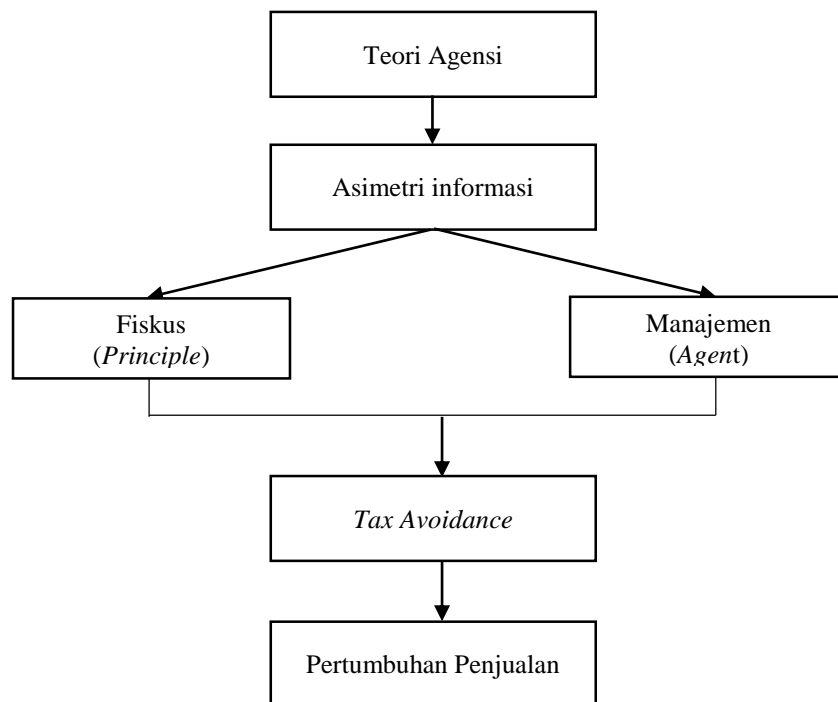 Teori Agensi
Asimetri informasi
Fiskus
(Principle)
Manajemen
(Agent)
Tax Avoidance
Pertumbuhan Penjualan